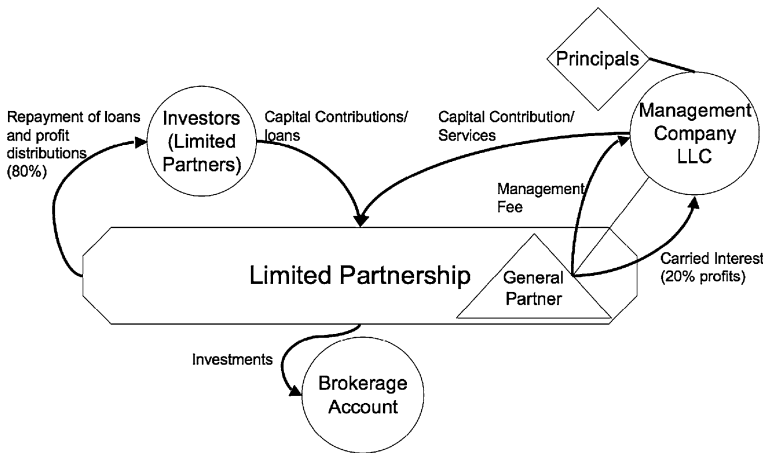 Principals
Repayment of loans
and profit
distributions
(80%)
Investors
(Limited
Partners)
Capital Contributions/
loans
Capital Contribution/
Services
Management
Company
LLC
Management
Fee
Limited Partnership
General
Partner
Carried Interest
(20% profits)
Investments
Brokerage
Account